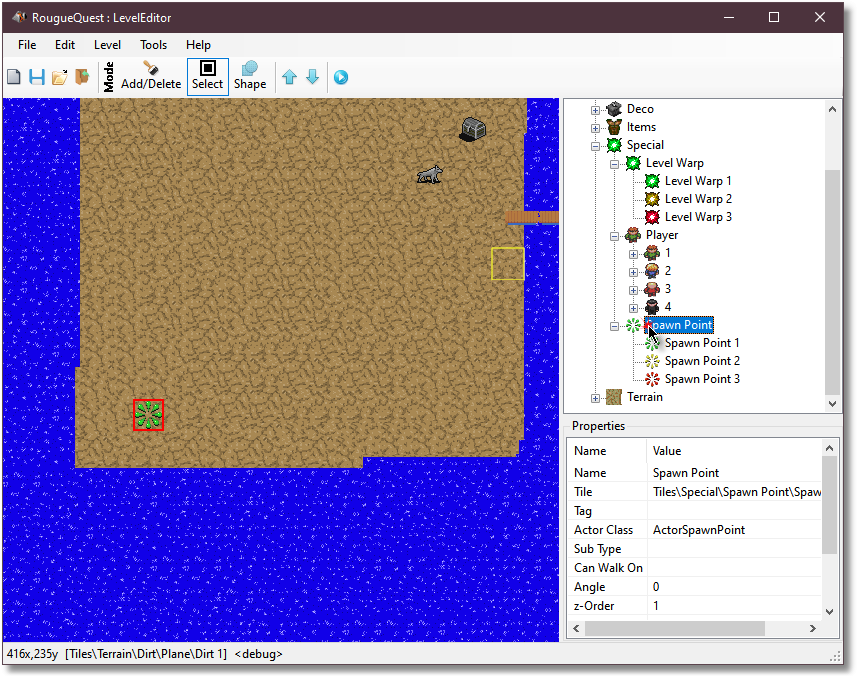 RougueQuest : LevelEditor
File Edit Level Tools Help
Mode
Add/Delete Select Shape
Deco
Items
Special
Level Warp
Level Warp 1
Level Warp 2
Level Warp 3
Player
1
2
3
4
Spawn Point
Spawn Point 1
Spawn Point 2
Spawn Point 3
Terrain
Properties
Name Value
Name Spawn Point
Tile Tiles\Special\Spawn Point\Spaw
Tag
Actor Class ActorSpawnPoint
Sub Type
Can Walk On
Angle 0
z-Order 1
416x,235y [Tiles\Terrain\Dirt\Plane\Dirt 1] <debug>